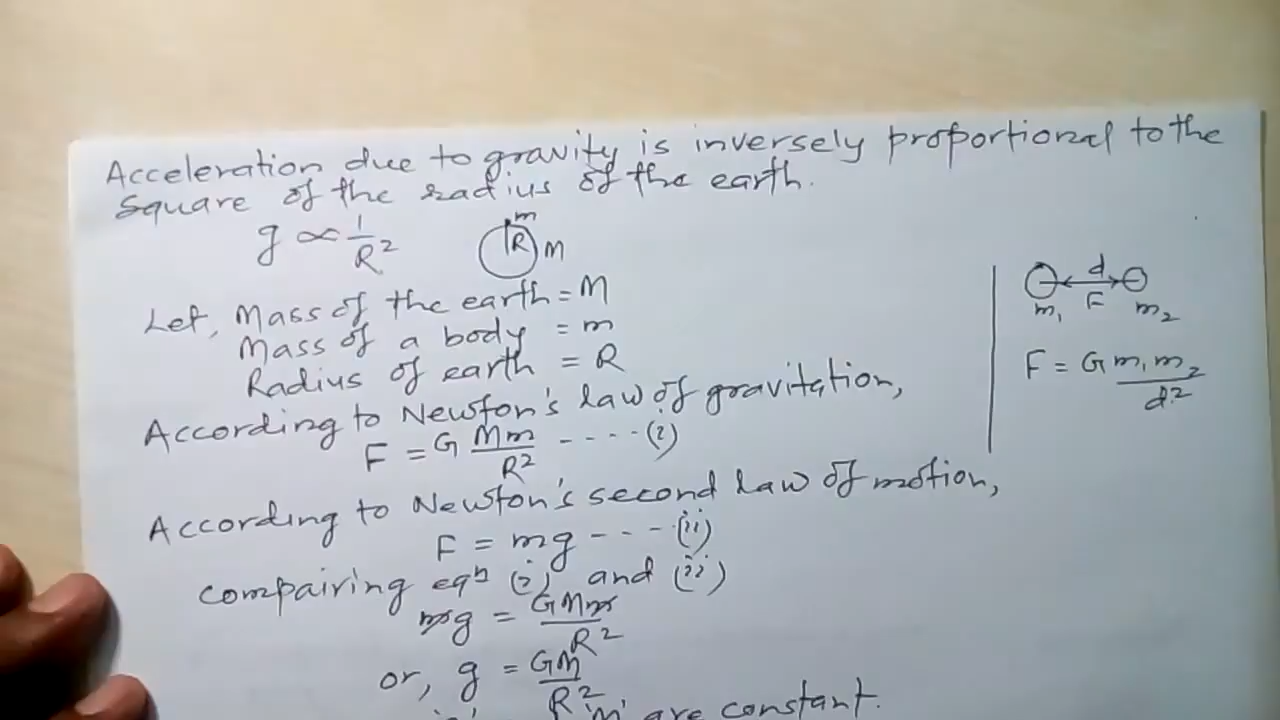 Acceleration due to gravity is inversely proportional to the
Square of the radius of the earth.
g ∝ 1/R²
m
R M
Let, Mass of the earth = M
Mass of a body = m
Radius of earth = R
According to Newton's law of gravitation,
F = G Mm/R² ----(i)
According to Newton's second law of motion,
F = mg ---(ii)
compairing eqⁿ (i) and (ii)
mg = GMm/R²
or, g = GM/R²
'M' are constant.
d
F
m₁ m₂
F = G m₁m₂/d²